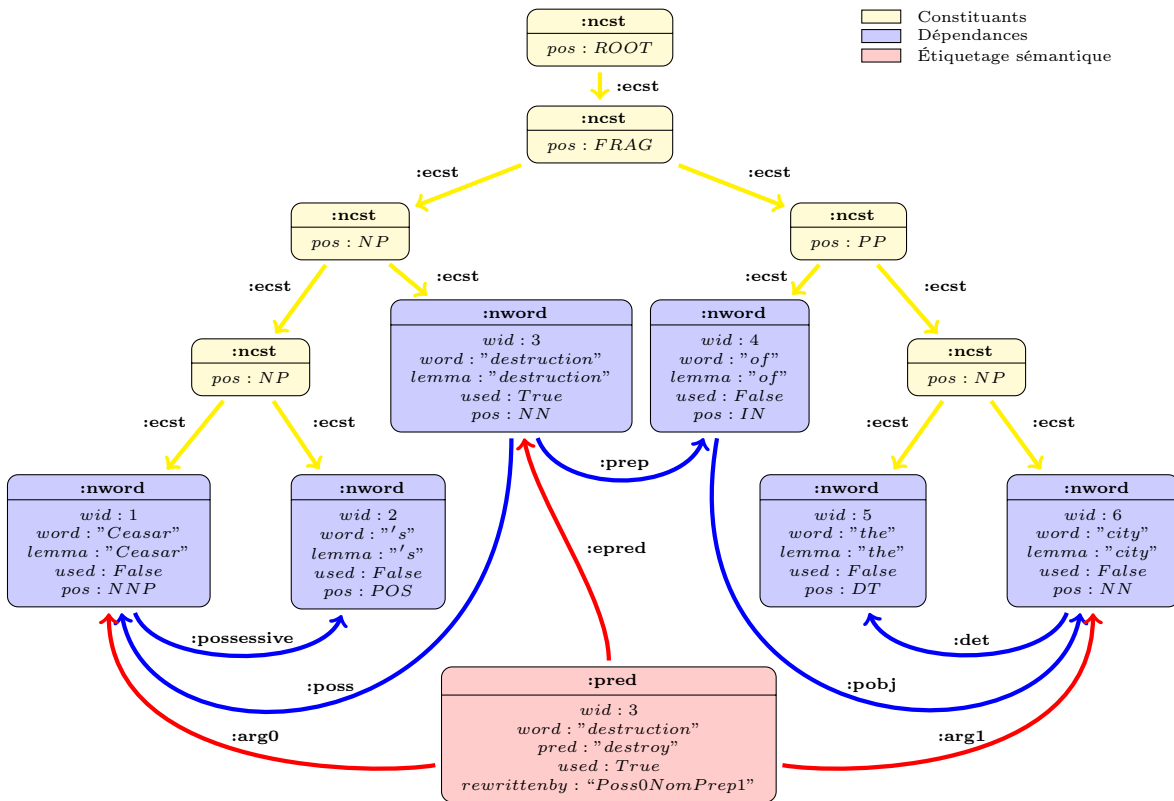 :ncst
pos : ROOT
Constituants
Dépendances
Étiquetage sémantique
:ecst
:ncst
pos : FRAG
:ecst
:ecst
:ncst
pos : NP
:ncst
pos : PP
:ecst
:ecst
:ecst
:ecst
:nword
wid : 3
word : "destruction"
lemma : "destruction"
used : True
pos : NN
:nword
wid : 4
word : "of"
lemma : "of"
used : False
pos : IN
:ncst
pos : NP
:ncst
pos : NP
:ecst
:ecst
:ecst
:ecst
:prep
:nword
wid : 1
word : "Ceasar"
lemma : "Ceasar"
used : False
pos : NNP
:nword
wid : 2
word : "'s"
lemma : "'s"
used : False
pos : POS
:nword
wid : 5
word : "the"
lemma : "the"
used : False
pos : DT
:nword
wid : 6
word : "city"
lemma : "city"
used : False
pos : NN
:epred
:possessive
:det
:poss
:pobj
:arg0
:arg1
:pred
wid : 3
word : "destruction"
pred : "destroy"
used : True
rewrittenby : “Poss0NomPrep1”